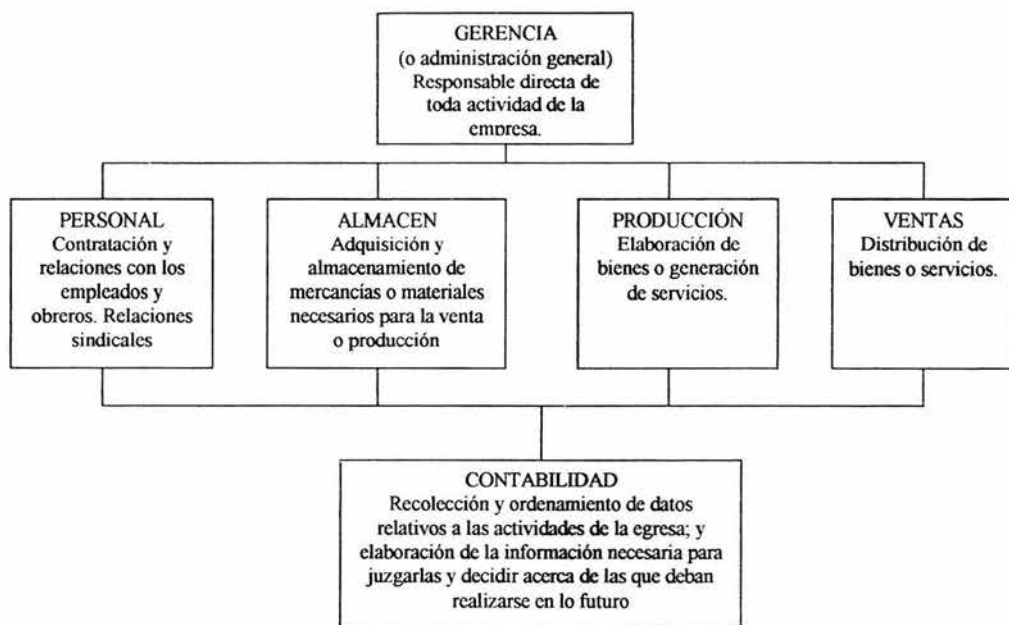 GERENCIA
(o administración general)
Responsable directa de
toda actividad de la
empresa.
PERSONAL
Contratación y
relaciones con los
empleados y
obreros. Relaciones
sindicales
ALMACEN
Adquisición y
almacenamiento de
mercancías o materiales
necesarios para la venta
o producción
PRODUCCIÓN
Elaboración de
bienes o generación
de servicios.
VENTAS
Distribución de
bienes o servicios.
CONTABILIDAD
Recolección y ordenamiento de datos
relativos a las actividades de la egresa; y
elaboración de la información necesaria para
juzgarlas y decidir acerca de las que deban
realizarse en lo futuro